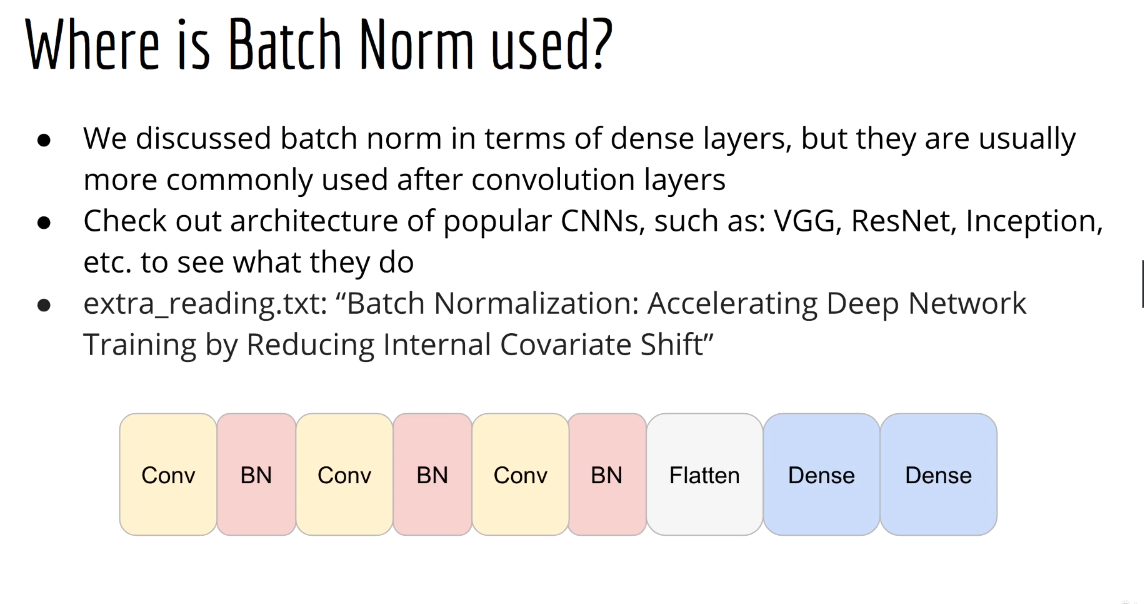 Where is Batch Norm used?
● We discussed batch norm in terms of dense layers, but they are usually
more commonly used after convolution layers
● Check out architecture of popular CNNs, such as: VGG, ResNet, Inception,
etc. to see what they do
● extra_reading.txt: “Batch Normalization: Accelerating Deep Network
Training by Reducing Internal Covariate Shift”
Conv BN Conv BN Conv BN Flatten Dense Dense